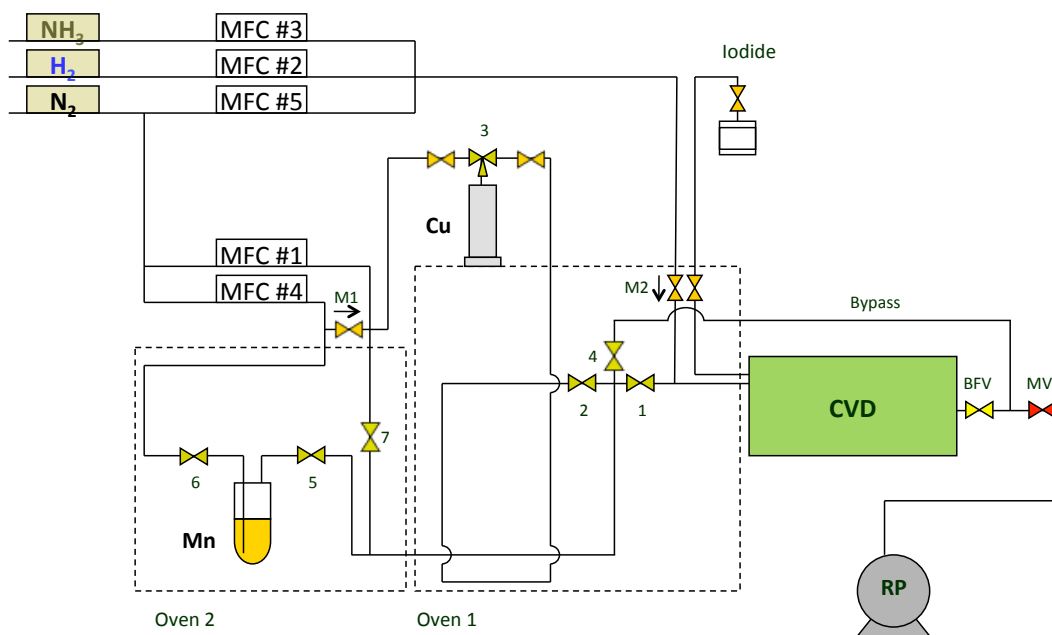 NH3 MFC #3
H2 MFC #2
N2 MFC #5
Iodide
3
Cu
MFC #1
MFC #4
M1
M2
Bypass
4
2
1
CVD
BFV
MV
7
6
5
Mn
RP
Oven 2
Oven 1